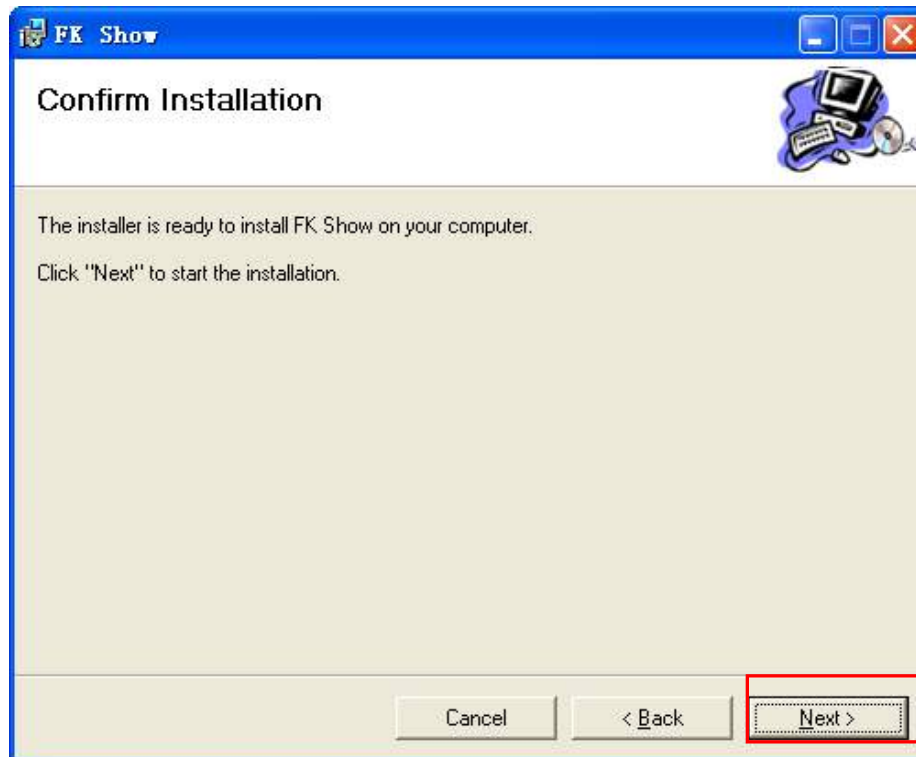 FK Show
Confirm Installation
The installer is ready to install FK Show on your computer.
Click "Next" to start the installation.
Cancel
< Back
Next >